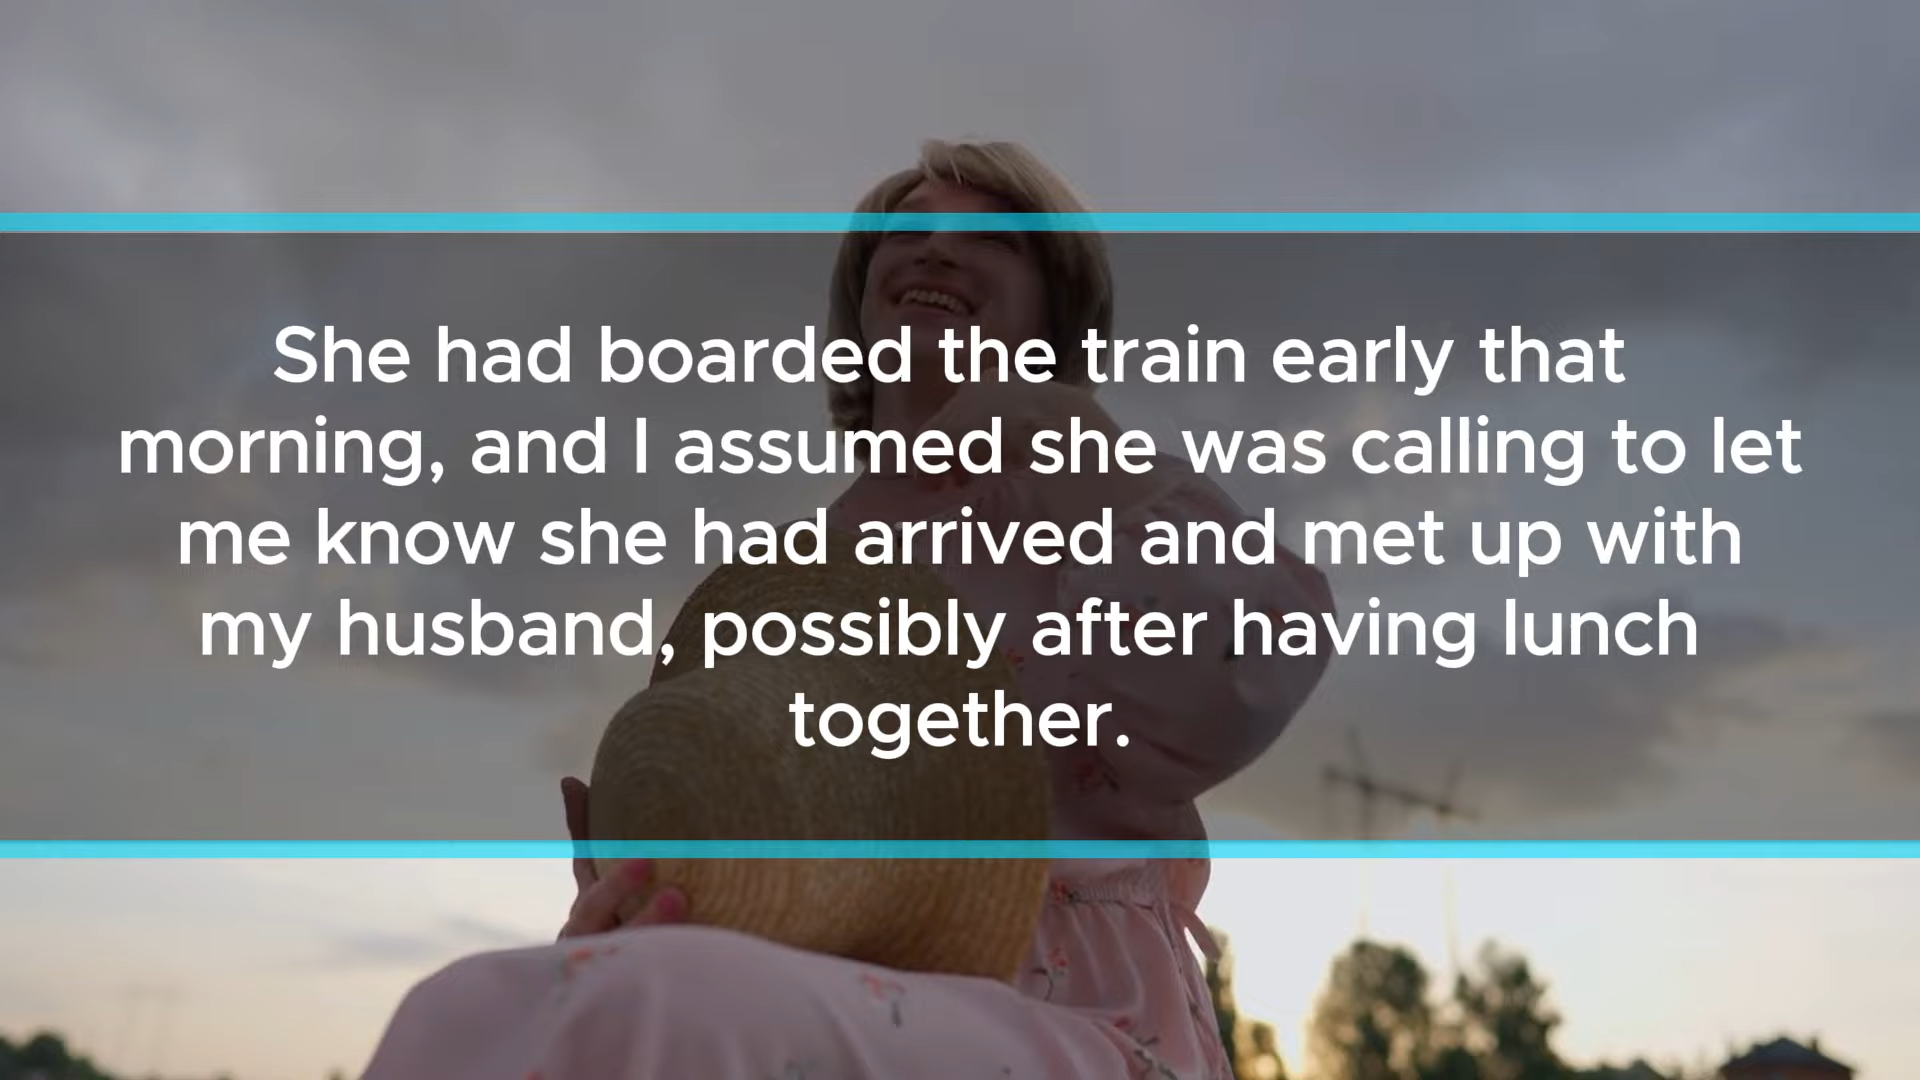 She had boarded the train early that
morning, and I assumed she was calling to let
me know she had arrived and met up with
my husband, possibly after having lunch
together.